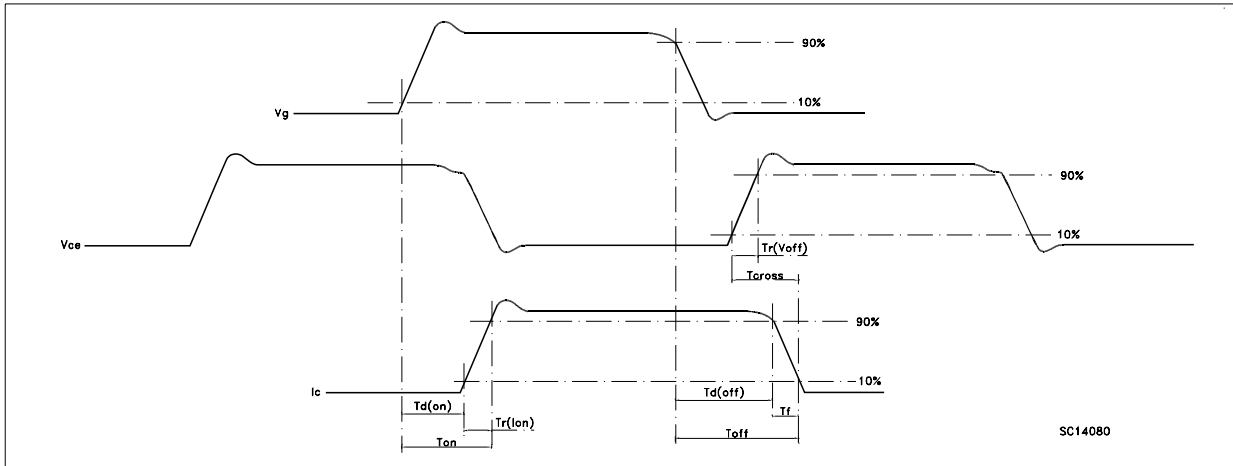 90%
10%
Vg
90%
Vce
10%
Tr(Voff)
Tcross
90%
10%
Ic
Td(on)
Td(off)
Tr(Ion)
Tf
Ton
Toff
SC14080